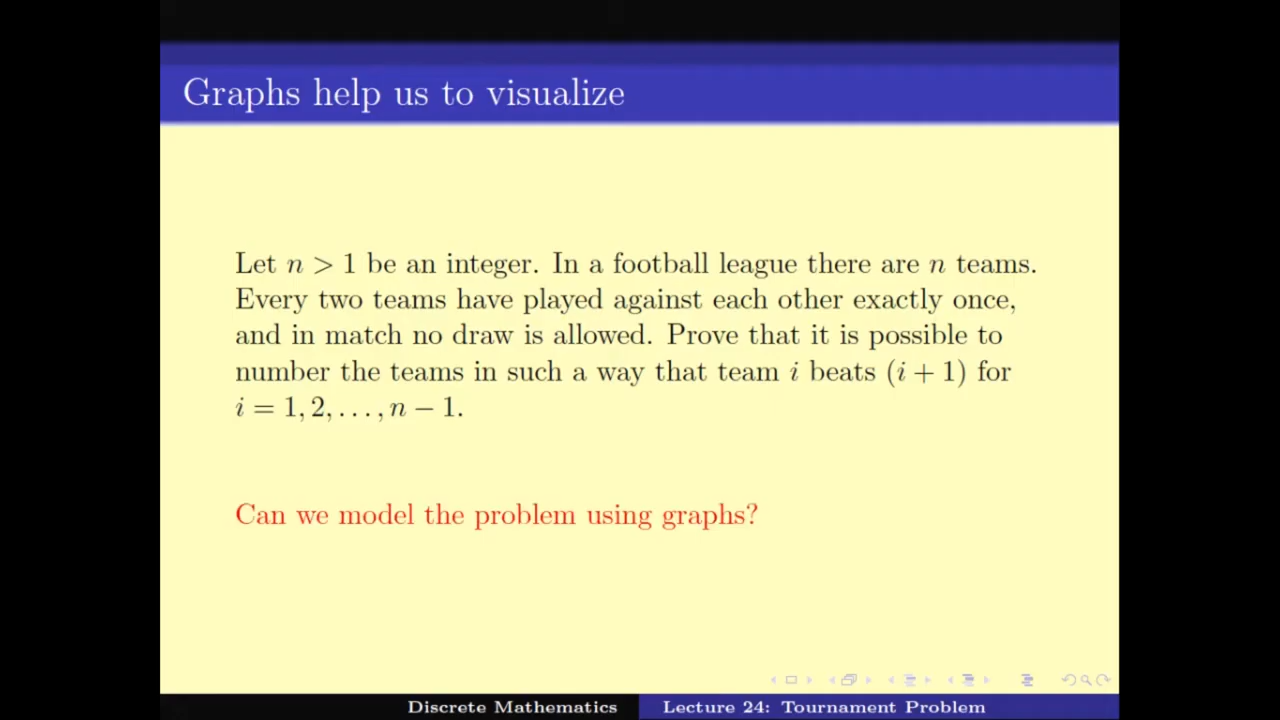 Graphs help us to visualize
Let n > 1 be an integer. In a football league there are n teams.
Every two teams have played against each other exactly once,
and in match no draw is allowed. Prove that it is possible to
number the teams in such a way that team i beats (i + 1) for
i = 1, 2, . . . , n − 1.
Can we model the problem using graphs?
Discrete Mathematics
Lecture 24: Tournament Problem